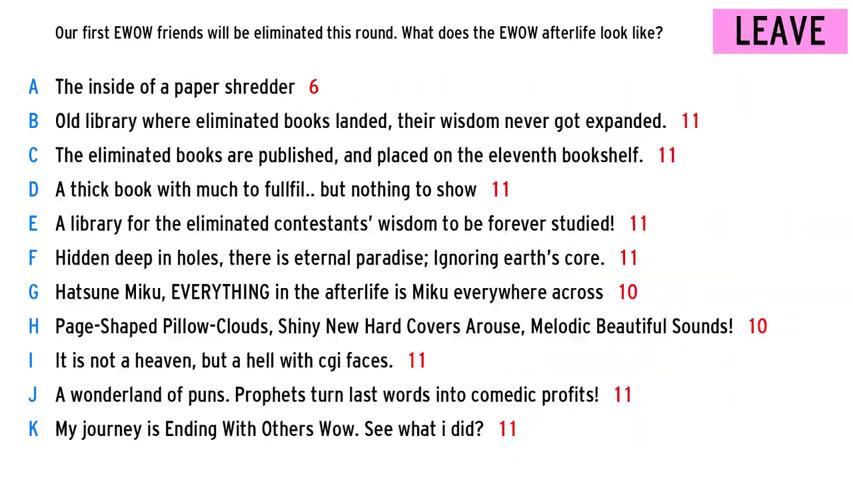 Our first EWOW friends will be eliminated this round. What does the EWOW afterlife look like?
LEAVE
A The inside of a paper shredder 6
B Old library where eliminated books landed, their wisdom never got expanded. 11
C The eliminated books are published, and placed on the eleventh bookshelf. 11
D A thick book with much to fullfil.. but nothing to show 11
E A library for the eliminated contestants' wisdom to be forever studied! 11
F Hidden deep in holes, there is eternal paradise; Ignoring earth's core. 11
G Hatsune Miku, EVERYTHING in the afterlife is Miku everywhere across 10
H Page-Shaped Pillow-Clouds, Shiny New Hard Covers Arouse, Melodic Beautiful Sounds! 10
I It is not a heaven, but a hell with cgi faces. 11
J A wonderland of puns. Prophets turn last words into comedic profits! 11
K My journey is Ending With Others Wow. See what i did? 11